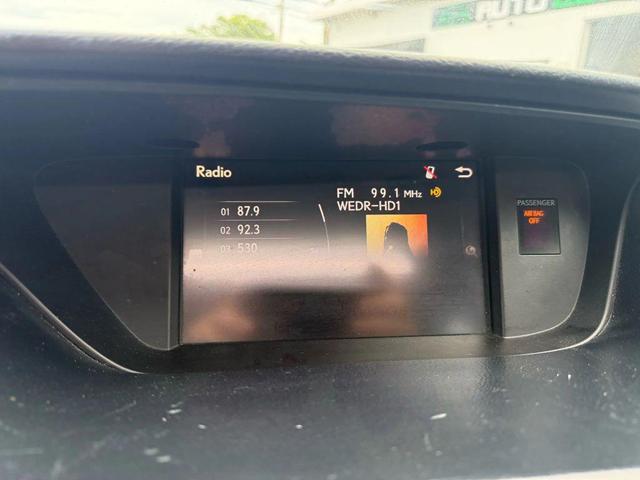 AUTO
Radio
FM 99.1 MHz
WEDR-HD1
01 87.9
02 92.3
03 530
PASSENGER
AIR BAG
OFF